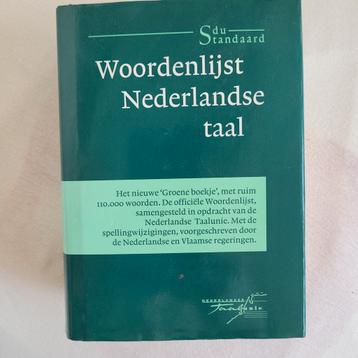 Sdu
Standaard
Woordenlijst
Nederlandse
taal
Het nieuwe 'Groene boekje', met ruim
110.000 woorden. De officiële Woordenlijst,
samengesteld in opdracht van de
Nederlandse Taalunie. Met de
spellingwijzigingen, voorgeschreven door
de Nederlandse en Vlaamse regeringen.
NEDERLANDSE
Taalunie